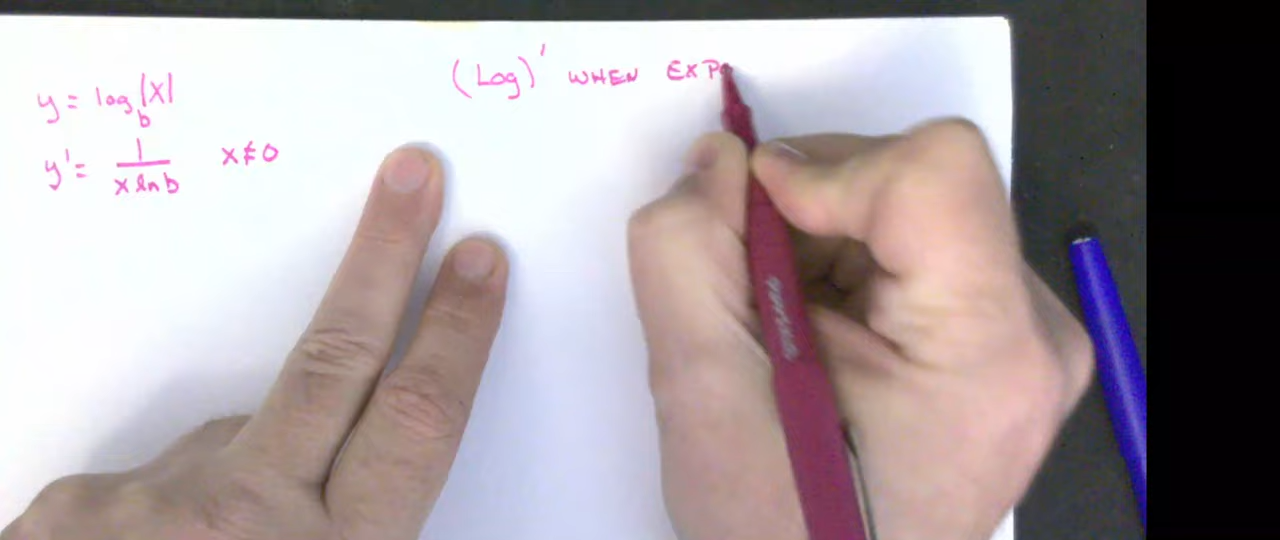 y = log_b |x|
y' = 1 / (x ln b)   x ≠ 0
(Log)' WHEN EXP